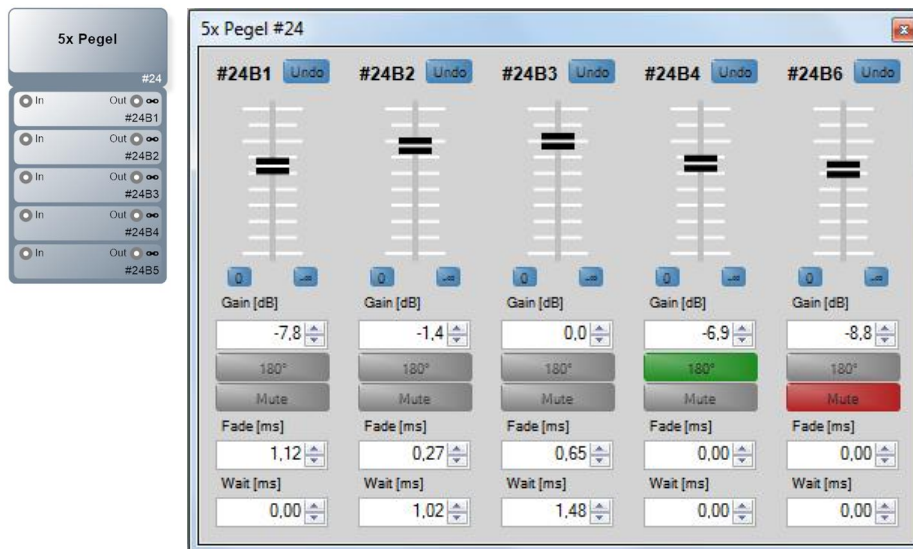 5x Pegel
#24
In Out
#24B1
In Out
#24B2
In Out
#24B3
In Out
#24B4
In Out
#24B5
5x Pegel #24
#24B1 Undo #24B2 Undo #24B3 Undo #24B4 Undo #24B6 Undo
0 -∞ 0 -∞ 0 -∞ 0 -∞ 0 -∞
Gain [dB] Gain [dB] Gain [dB] Gain [dB] Gain [dB]
-7,8 -1,4 0,0 -6,9 -8,8
180° 180° 180° 180° 180°
Mute Mute Mute Mute Mute
Fade [ms] Fade [ms] Fade [ms] Fade [ms] Fade [ms]
1,12 0,27 0,65 0,00 0,00
Wait [ms] Wait [ms] Wait [ms] Wait [ms] Wait [ms]
0,00 1,02 1,48 0,00 0,00